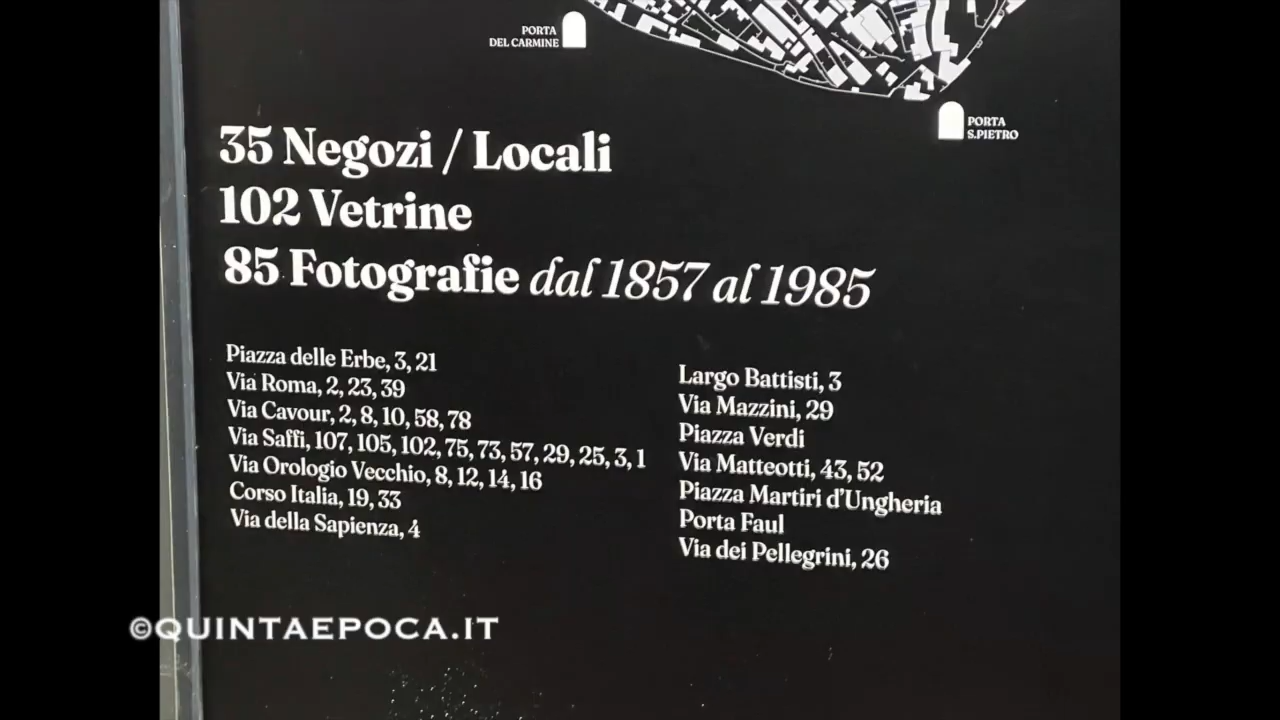 PORTA
DEL CARMINE
PORTA
S.PIETRO
35 Negozi / Locali
102 Vetrine
85 Fotografie dal 1857 al 1985
Piazza delle Erbe, 3, 21
Via Roma, 2, 23, 39
Via Cavour, 2, 8, 10, 58, 78
Via Saffi, 107, 105, 102, 75, 73, 57, 29, 25, 3, 1
Via Orologio Vecchio, 8, 12, 14, 16
Corso Italia, 19, 33
Via della Sapienza, 4
Largo Battisti, 3
Via Mazzini, 29
Piazza Verdi
Via Matteotti, 43, 52
Piazza Martiri d'Ungheria
Porta Faul
Via dei Pellegrini, 26
©QUINTAEPOCA.IT